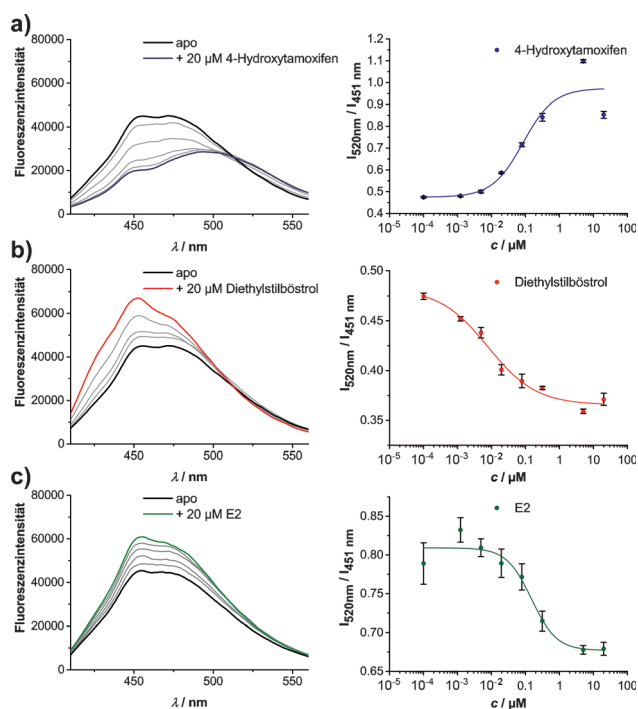 a)
80000
60000
40000
20000
0
Fluoreszenzintensität
apo
+ 20 µM 4-Hydroxytamoxifen
450 500 550
λ / nm
1.2
1.1
1.0
0.9
0.8
0.7
0.6
0.5
0.4
I520nm / I451 nm
4-Hydroxytamoxifen
10⁻⁵ 10⁻⁴ 10⁻³ 10⁻² 0.1 1 10 100
c / µM
b)
80000
60000
40000
20000
0
Fluoreszenzintensität
apo
+ 20 µM Diethylstilböstrol
450 500 550
λ / nm
0.50
0.45
0.40
0.35
I520nm / I451 nm
Diethylstilböstrol
10⁻⁵ 10⁻⁴ 10⁻³ 10⁻² 0.1 1 10 100
c / µM
c)
80000
60000
40000
20000
0
Fluoreszenzintensität
apo
+ 20 µM E2
450 500 550
λ / nm
0.85
0.80
0.75
0.70
0.65
I520nm / I451 nm
E2
10⁻⁵ 10⁻⁴ 10⁻³ 10⁻² 0.1 1 10 100
c / µM